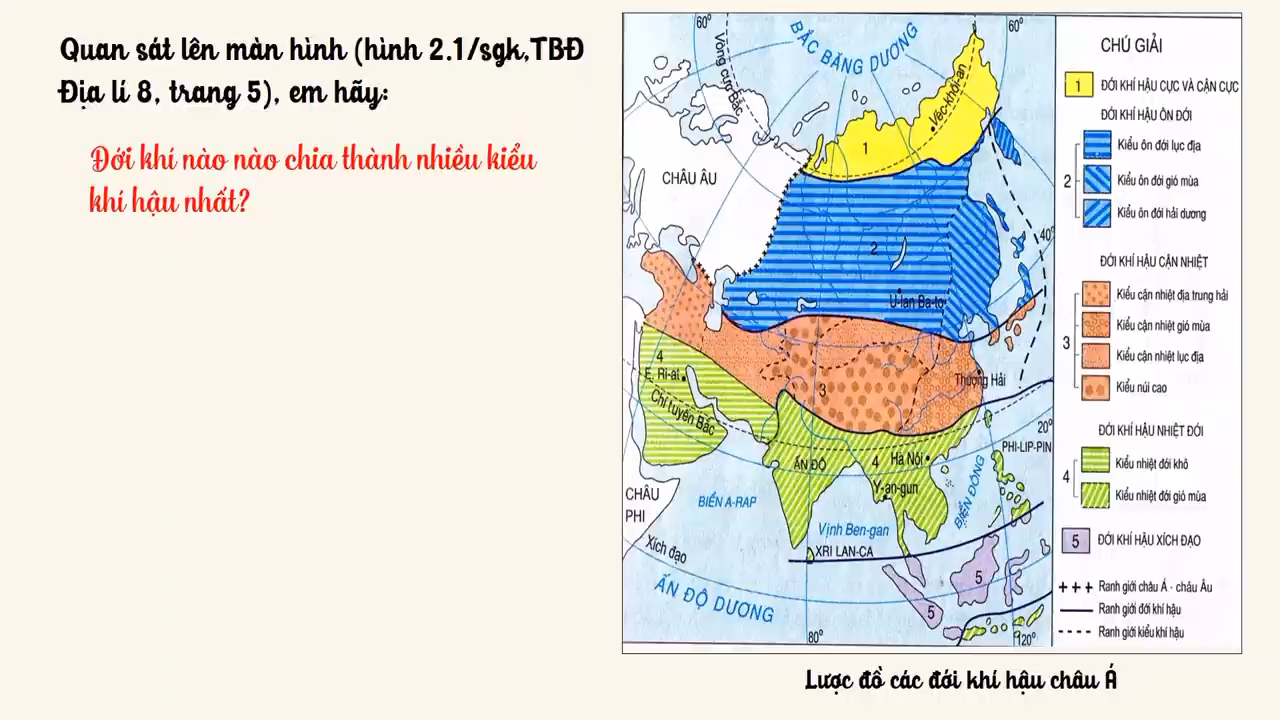 Quan sát lên màn hình (hình 2.1/sgk,TBĐ
Địa lí 8, trang 5), em hãy:
Đới khí nào nào chia thành nhiều kiểu
khí hậu nhất?
60°
60°
BẮC BĂNG DƯƠNG
Vòng cực Bắc
Véc-khôi-an
1
CHÂU ÂU
2
40°
U-lan Ba-to
4
E. Ri-at
3
Thượng Hải
Chí tuyến Bắc
20°
PHI-LIP-PIN
ẤN ĐỘ
4
Hà Nội
Y-an-gun
BIỂN ĐÔNG
CHÂU
PHI
BIỂN A-RAP
Vịnh Ben-gan
XRI LAN-CA
Xích đạo
5
5
ẤN ĐỘ DƯƠNG
80°
120°
CHÚ GIẢI
1 ĐỚI KHÍ HẬU CỰC VÀ CẬN CỰC
ĐỚI KHÍ HẬU ÔN ĐỚI
Kiểu ôn đới lục địa
2 Kiểu ôn đới gió mùa
Kiểu ôn đới hải dương
ĐỚI KHÍ HẬU CẬN NHIỆT
Kiểu cận nhiệt địa trung hải
Kiểu cận nhiệt gió mùa
3
Kiểu cận nhiệt lục địa
Kiểu núi cao
ĐỚI KHÍ HẬU NHIỆT ĐỚI
Kiểu nhiệt đới khô
4
Kiểu nhiệt đới gió mùa
5 ĐỚI KHÍ HẬU XÍCH ĐẠO
+ + + Ranh giới châu Á - châu Âu
Ranh giới đới khí hậu
Ranh giới kiểu khí hậu
Lược đồ các đới khí hậu châu Á